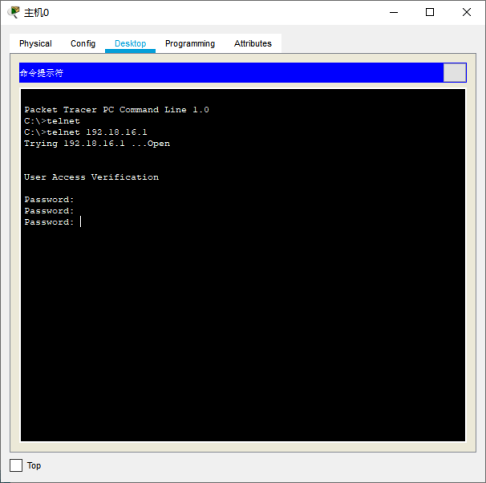 主机0
Physical Config Desktop Programming Attributes
命令提示符
Packet Tracer PC Command Line 1.0
C:\>telnet
C:\>telnet 192.18.16.1
Trying 192.18.16.1 ...Open
User Access Verification
Password:
Password:
Password:
Top